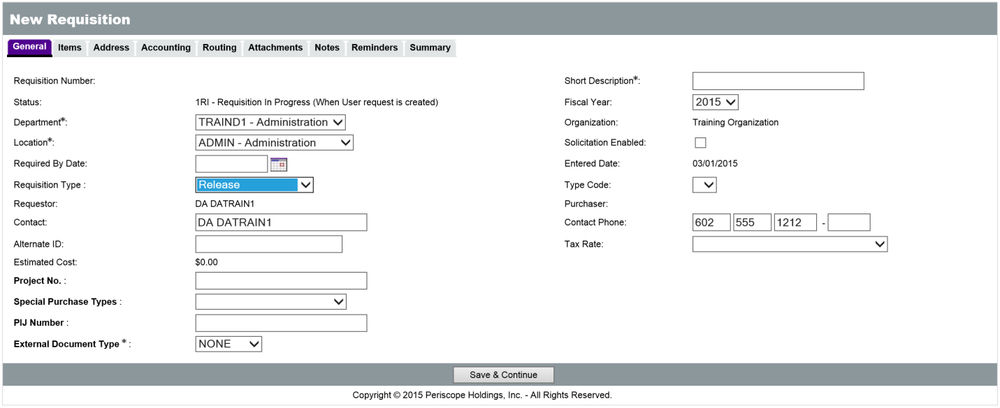 New Requisition
General Items Address Accounting Routing Attachments Notes Reminders Summary
Requisition Number: Short Description*:
Status: 1RI - Requisition In Progress (When User request is created) Fiscal Year: 2015
Department*: TRAIND1 - Administration Organization: Training Organization
Location*: ADMIN - Administration Solicitation Enabled:
Required By Date: Entered Date: 03/01/2015
Requisition Type : Release Type Code:
Requestor: DA DATRAIN1 Purchaser:
Contact: DA DATRAIN1 Contact Phone: 602 555 1212 -
Alternate ID: Tax Rate:
Estimated Cost: $0.00
Project No. :
Special Purchase Types :
PIJ Number :
External Document Type * : NONE
Save & Continue
Copyright © 2015 Periscope Holdings, Inc. - All Rights Reserved.